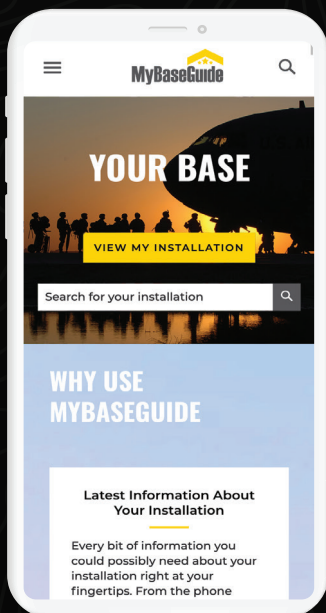 MyBaseGuide
YOUR BASE
VIEW MY INSTALLATION
Search for your installation
WHY USE
MYBASEGUIDE
Latest Information About
Your Installation
Every bit of information you
could possibly need about your
installation right at your
fingertips. From the phone